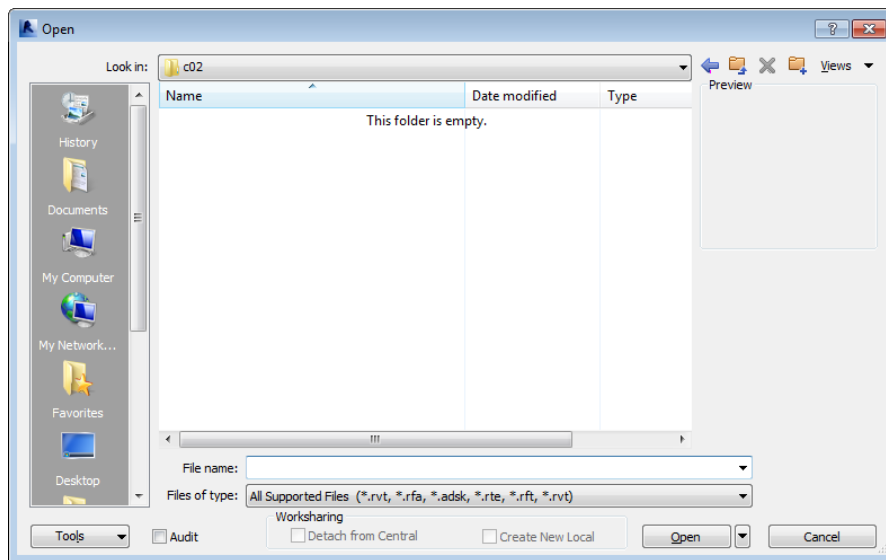 Open
Look in: c02 Views
Name Date modified Type Preview
This folder is empty.
History
Documents
My Computer
My Network...
Favorites
Desktop
File name:
Files of type: All Supported Files (*.rvt, *.rfa, *.adsk, *.rte, *.rft, *.rvt)
Worksharing
Tools Audit Detach from Central Create New Local Open Cancel